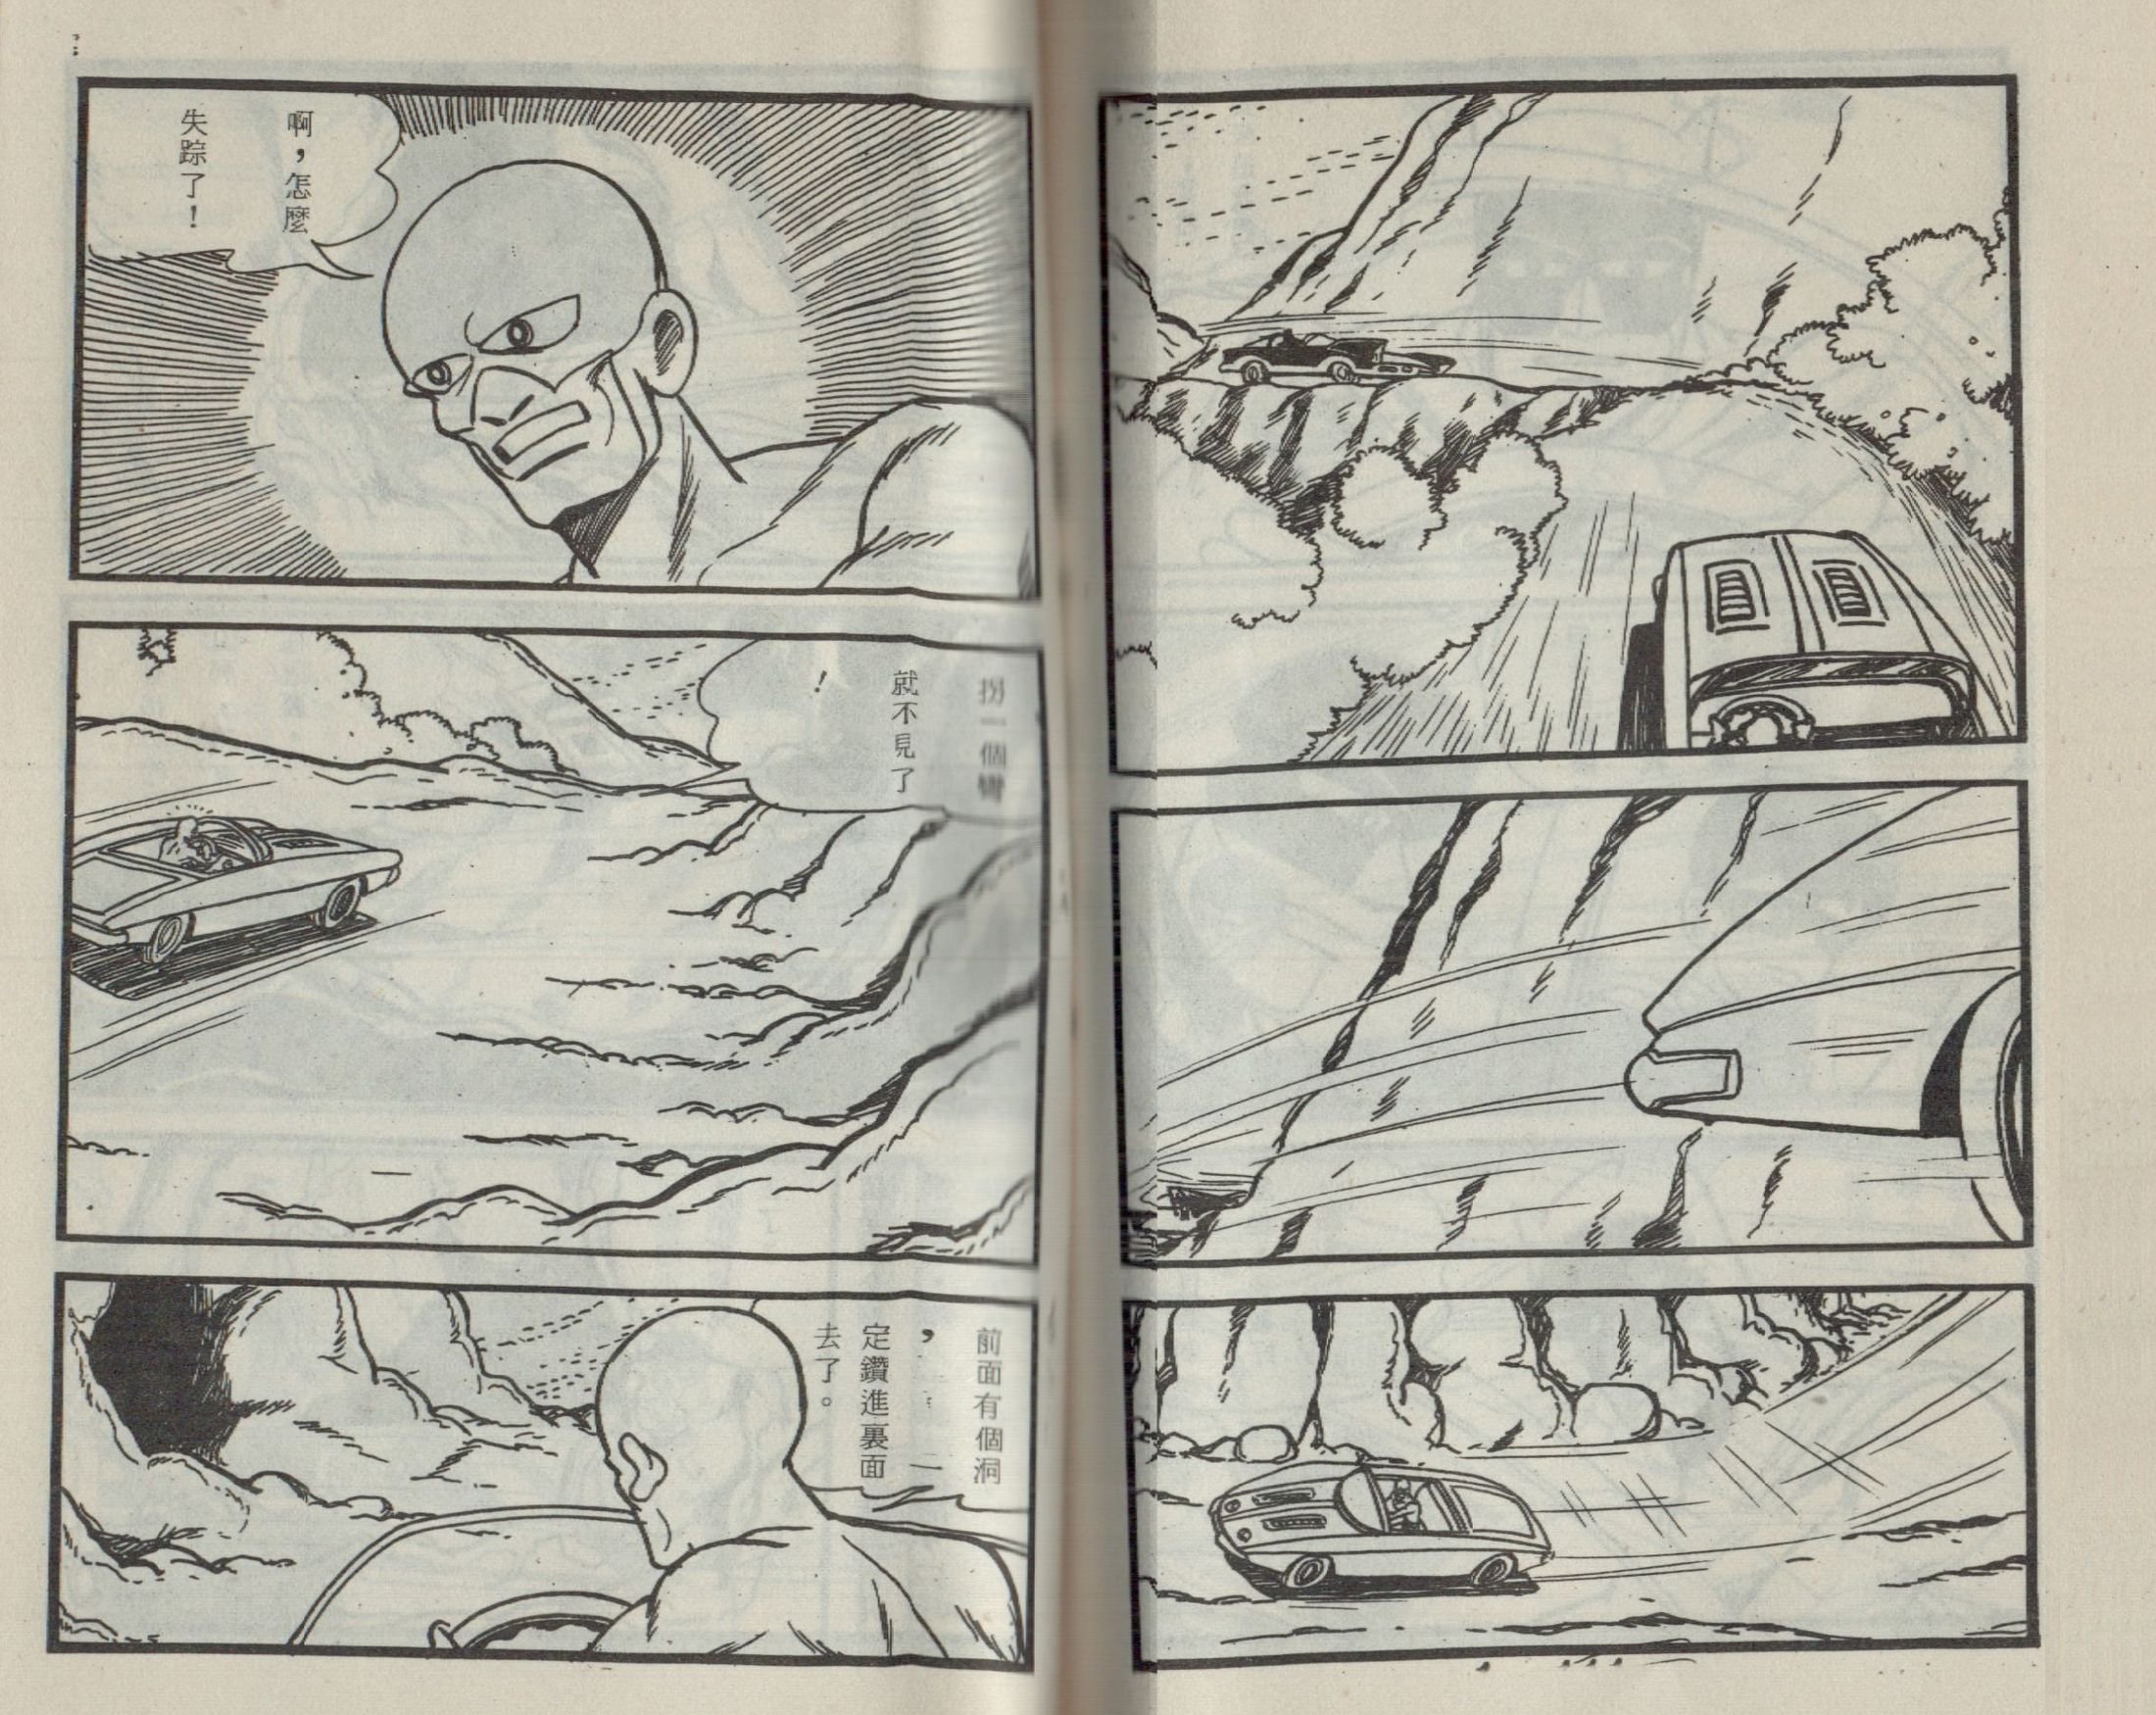 啊，怎麼
失踪了！
拐一個彎
就不見了
！
前面有個洞
，一
定鑽進裏面
去了。